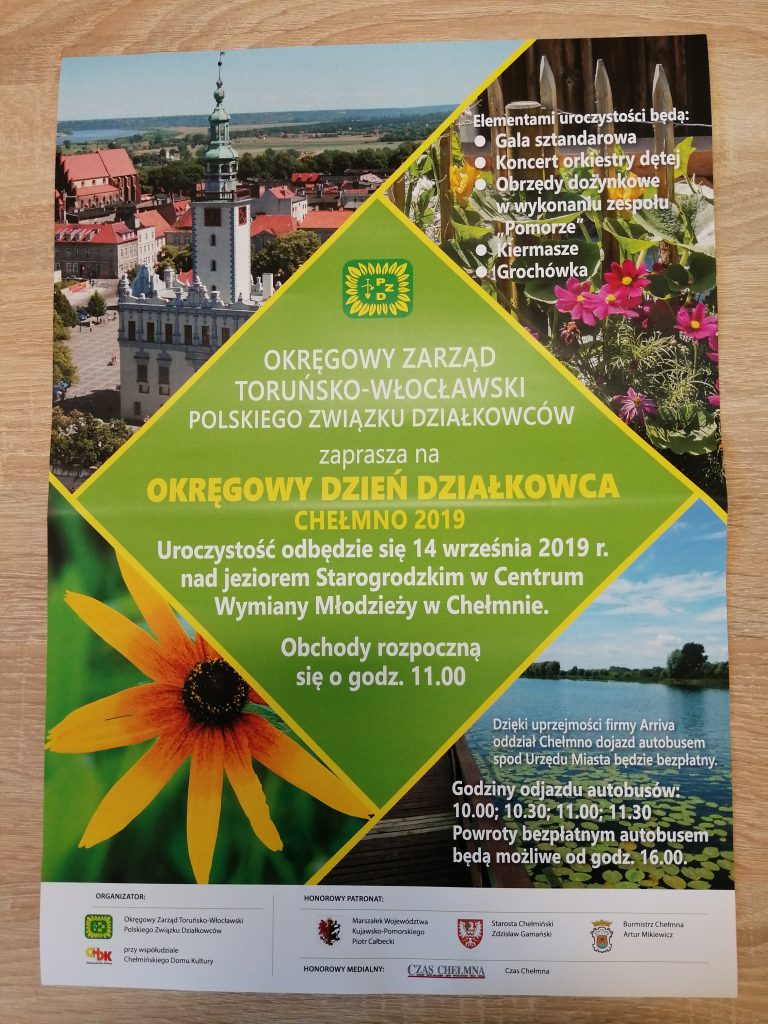 Elementami uroczystości będą:
● Gala sztandarowa
● Koncert orkiestry dętej
● Obrzędy dożynkowe
w wykonaniu zespołu
„Pomorze"
● Kiermasze
● Grochówka
PZD
OKRĘGOWY ZARZĄD
TORUŃSKO-WŁOCŁAWSKI
POLSKIEGO ZWIĄZKU DZIAŁKOWCÓW
zaprasza na
OKRĘGOWY DZIEŃ DZIAŁKOWCA
CHEŁMNO 2019
Uroczystość odbędzie się 14 września 2019 r.
nad jeziorem Starogrodzkim w Centrum
Wymiany Młodzieży w Chełmnie.
Obchody rozpoczną
się o godz. 11.00
Dzięki uprzejmości firmy Arriva
oddział Chełmno dojazd autobusem
spod Urzędu Miasta będzie bezpłatny.
Godziny odjazdu autobusów:
10.00; 10.30; 11.00; 11.30
Powroty bezpłatnym autobusem
będą możliwe od godz. 16.00.
ORGANIZATOR:
Okręgowy Zarząd Toruńsko-Włocławski
Polskiego Związku Działkowców
CHDK
przy współudziale
Chełmińskiego Domu Kultury
HONOROWY PATRONAT:
Marszałek Województwa
Kujawsko-Pomorskiego
Piotr Całbecki
Starosta Chełmiński
Zdzisław Gamański
Burmistrz Chełmna
Artur Mikiewicz
HONOROWY MEDIALNY:
CZAS CHEŁMNA
Czas Chełmna